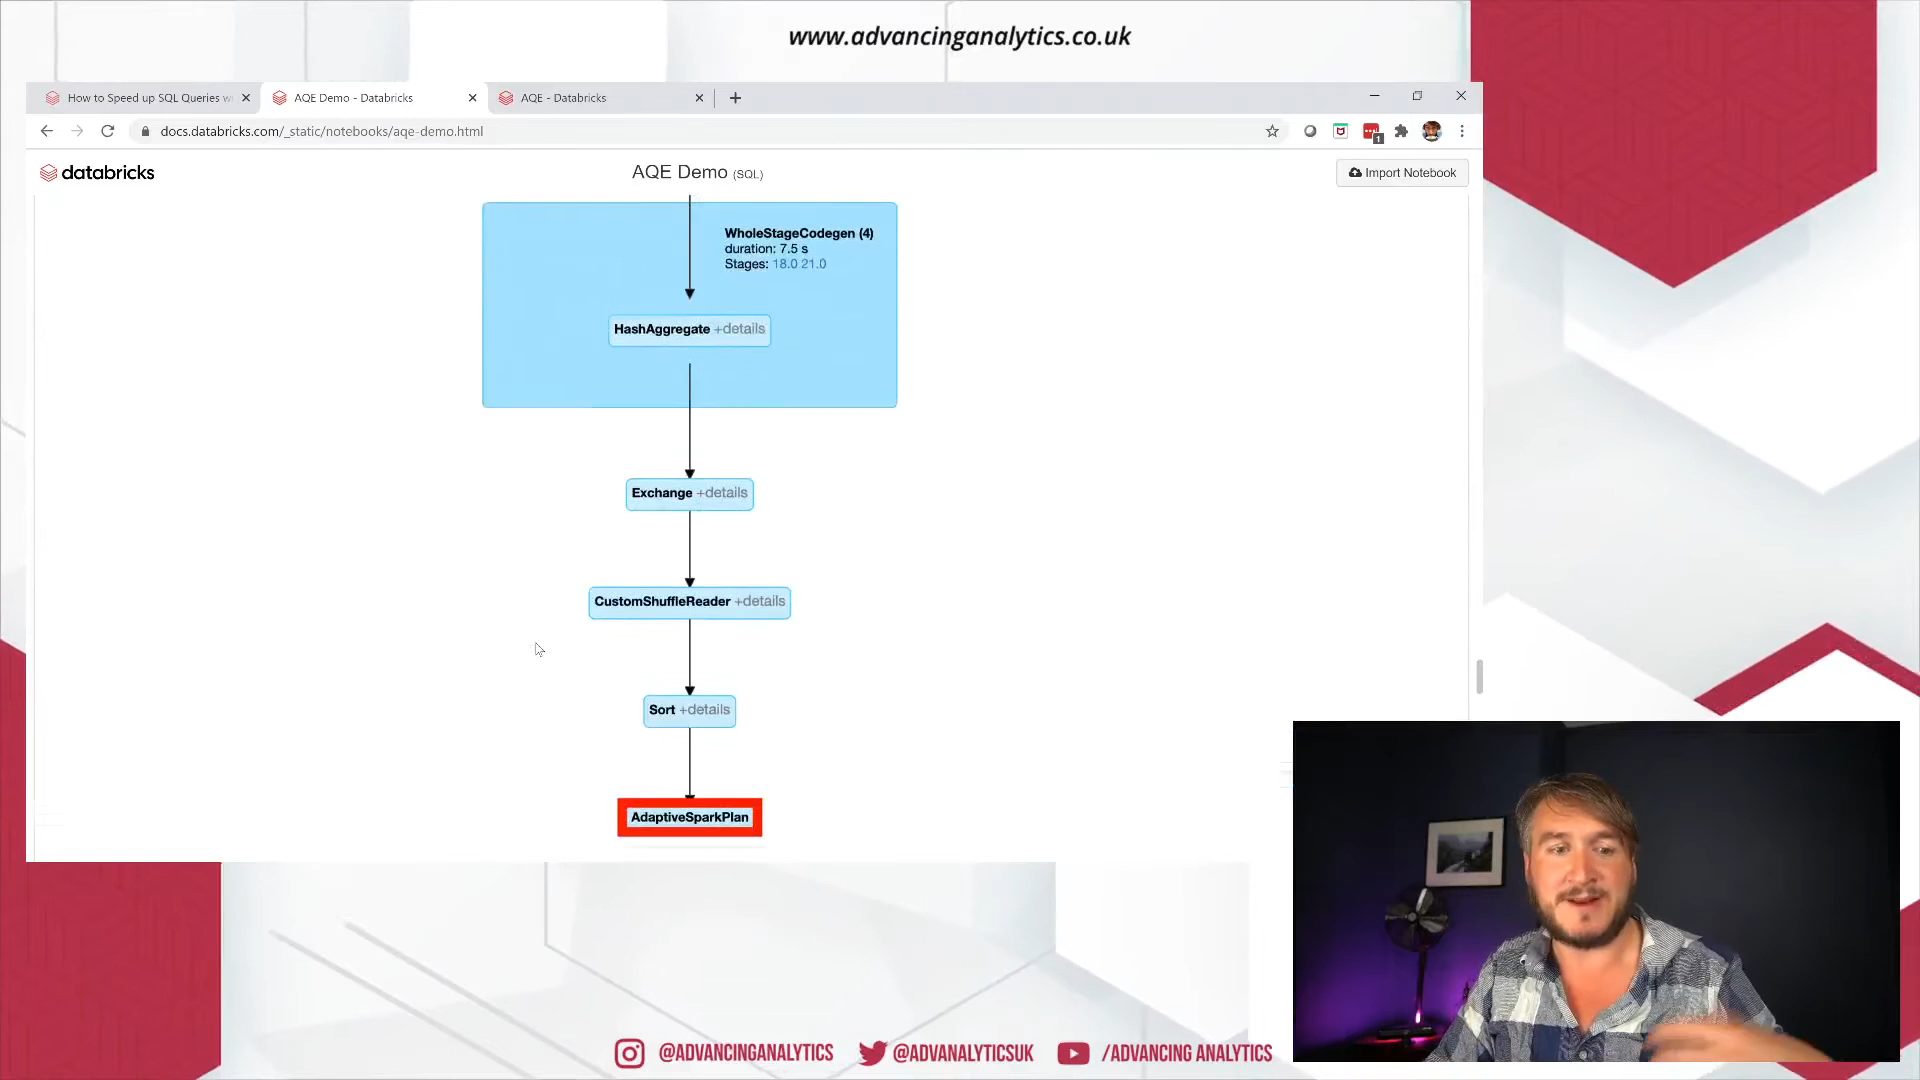 www.advancinganalytics.co.uk
How to Speed up SQL Queries w
AQE Demo - Databricks
AQE - Databricks
docs.databricks.com/_static/notebooks/aqe-demo.html
1
databricks
AQE Demo (SQL)
Import Notebook
WholeStageCodegen (4)
duration: 7.5 s
Stages: 18.0 21.0
HashAggregate +details
Exchange +details
CustomShuffleReader +details
Sort +details
AdaptiveSparkPlan
@ADVANCINGANALYTICS
@ADVANALYTICSUK
/ADVANCING ANALYTICS